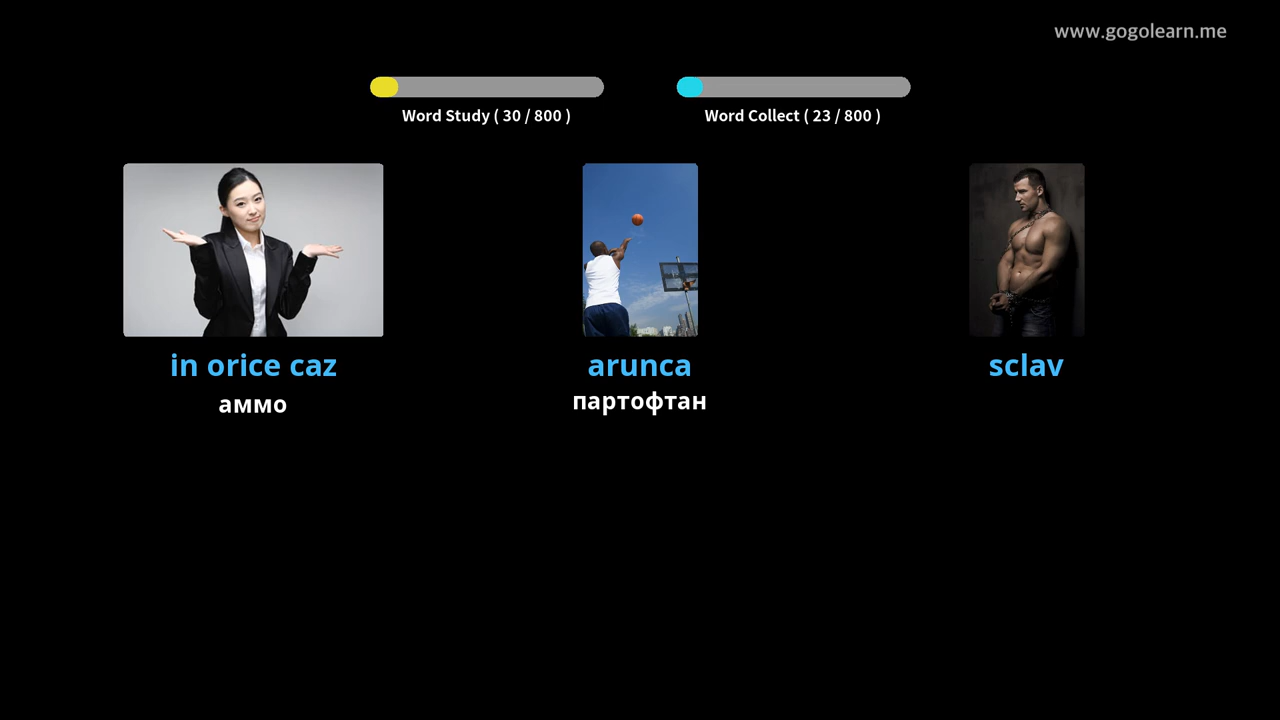 www.gogolearn.me
Word Study ( 30 / 800 )
Word Collect ( 23 / 800 )
in orice caz
аммо
arunca
партофтан
sclav